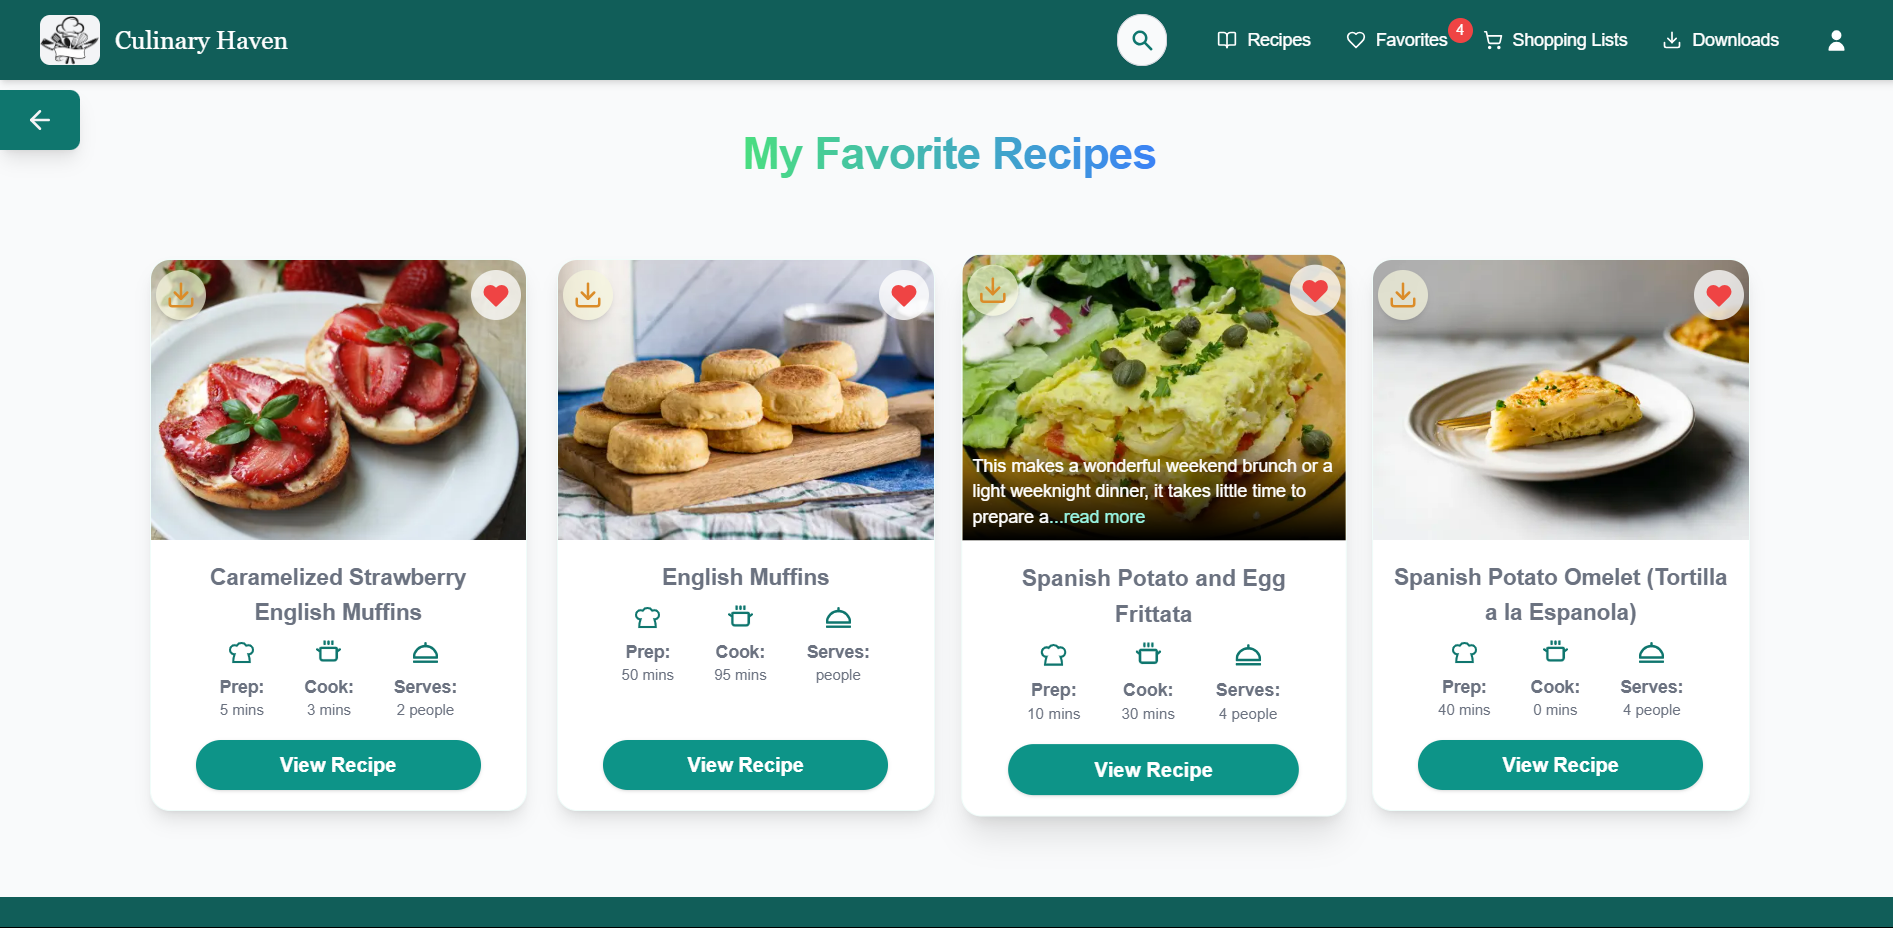 Culinary Haven
Recipes
Favorites
4
Shopping Lists
Downloads
My Favorite Recipes
Caramelized Strawberry
English Muffins
Prep:
Cook:
Serves:
5 mins
3 mins
2 people
View Recipe
English Muffins
Prep:
Cook:
Serves:
50 mins
95 mins
people
View Recipe
This makes a wonderful weekend brunch or a
light weeknight dinner, it takes little time to
prepare a...read more
Spanish Potato and Egg
Frittata
Prep:
Cook:
Serves:
10 mins
30 mins
4 people
View Recipe
Spanish Potato Omelet (Tortilla
a la Espanola)
Prep:
Cook:
Serves:
40 mins
0 mins
4 people
View Recipe